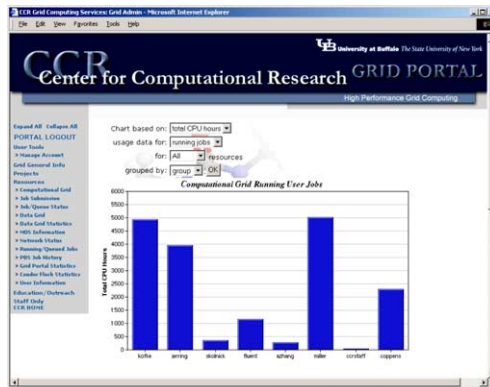 CCR Grid Computing Services: Grid Admin - Microsoft Internet Explorer
File Edit View Favorites Tools Help
University at Buffalo The State University of New York
CCR
Center for Computational Research GRID PORTAL
High Performance Grid Computing
Expand All Collapse All
PORTAL LOGOUT
User Tools
» Manage Account
Grid General Info
Projects
Resources
» Computational Grid
» Job Submission
» Job/Queue Status
» Data Grid
» Data Grid Statistics
» MDS Information
» Network Status
» Running/Queued Jobs
» PBS Job History
» Grid Portal Statistics
» Condor Flock Statistics
» User Information
Education/Outreach
Staff Only
CCR HOME
Chart based on: total CPU hours
usage data for: running jobs
for: All resources
grouped by: group OK
Computational Grid Running User Jobs
Total CPU Hours
6000
5500
5000
4500
4000
3500
3000
2500
2000
1500
1000
500
0
kofke jerring skolnick fluent szhang miller ccrstaff coppens